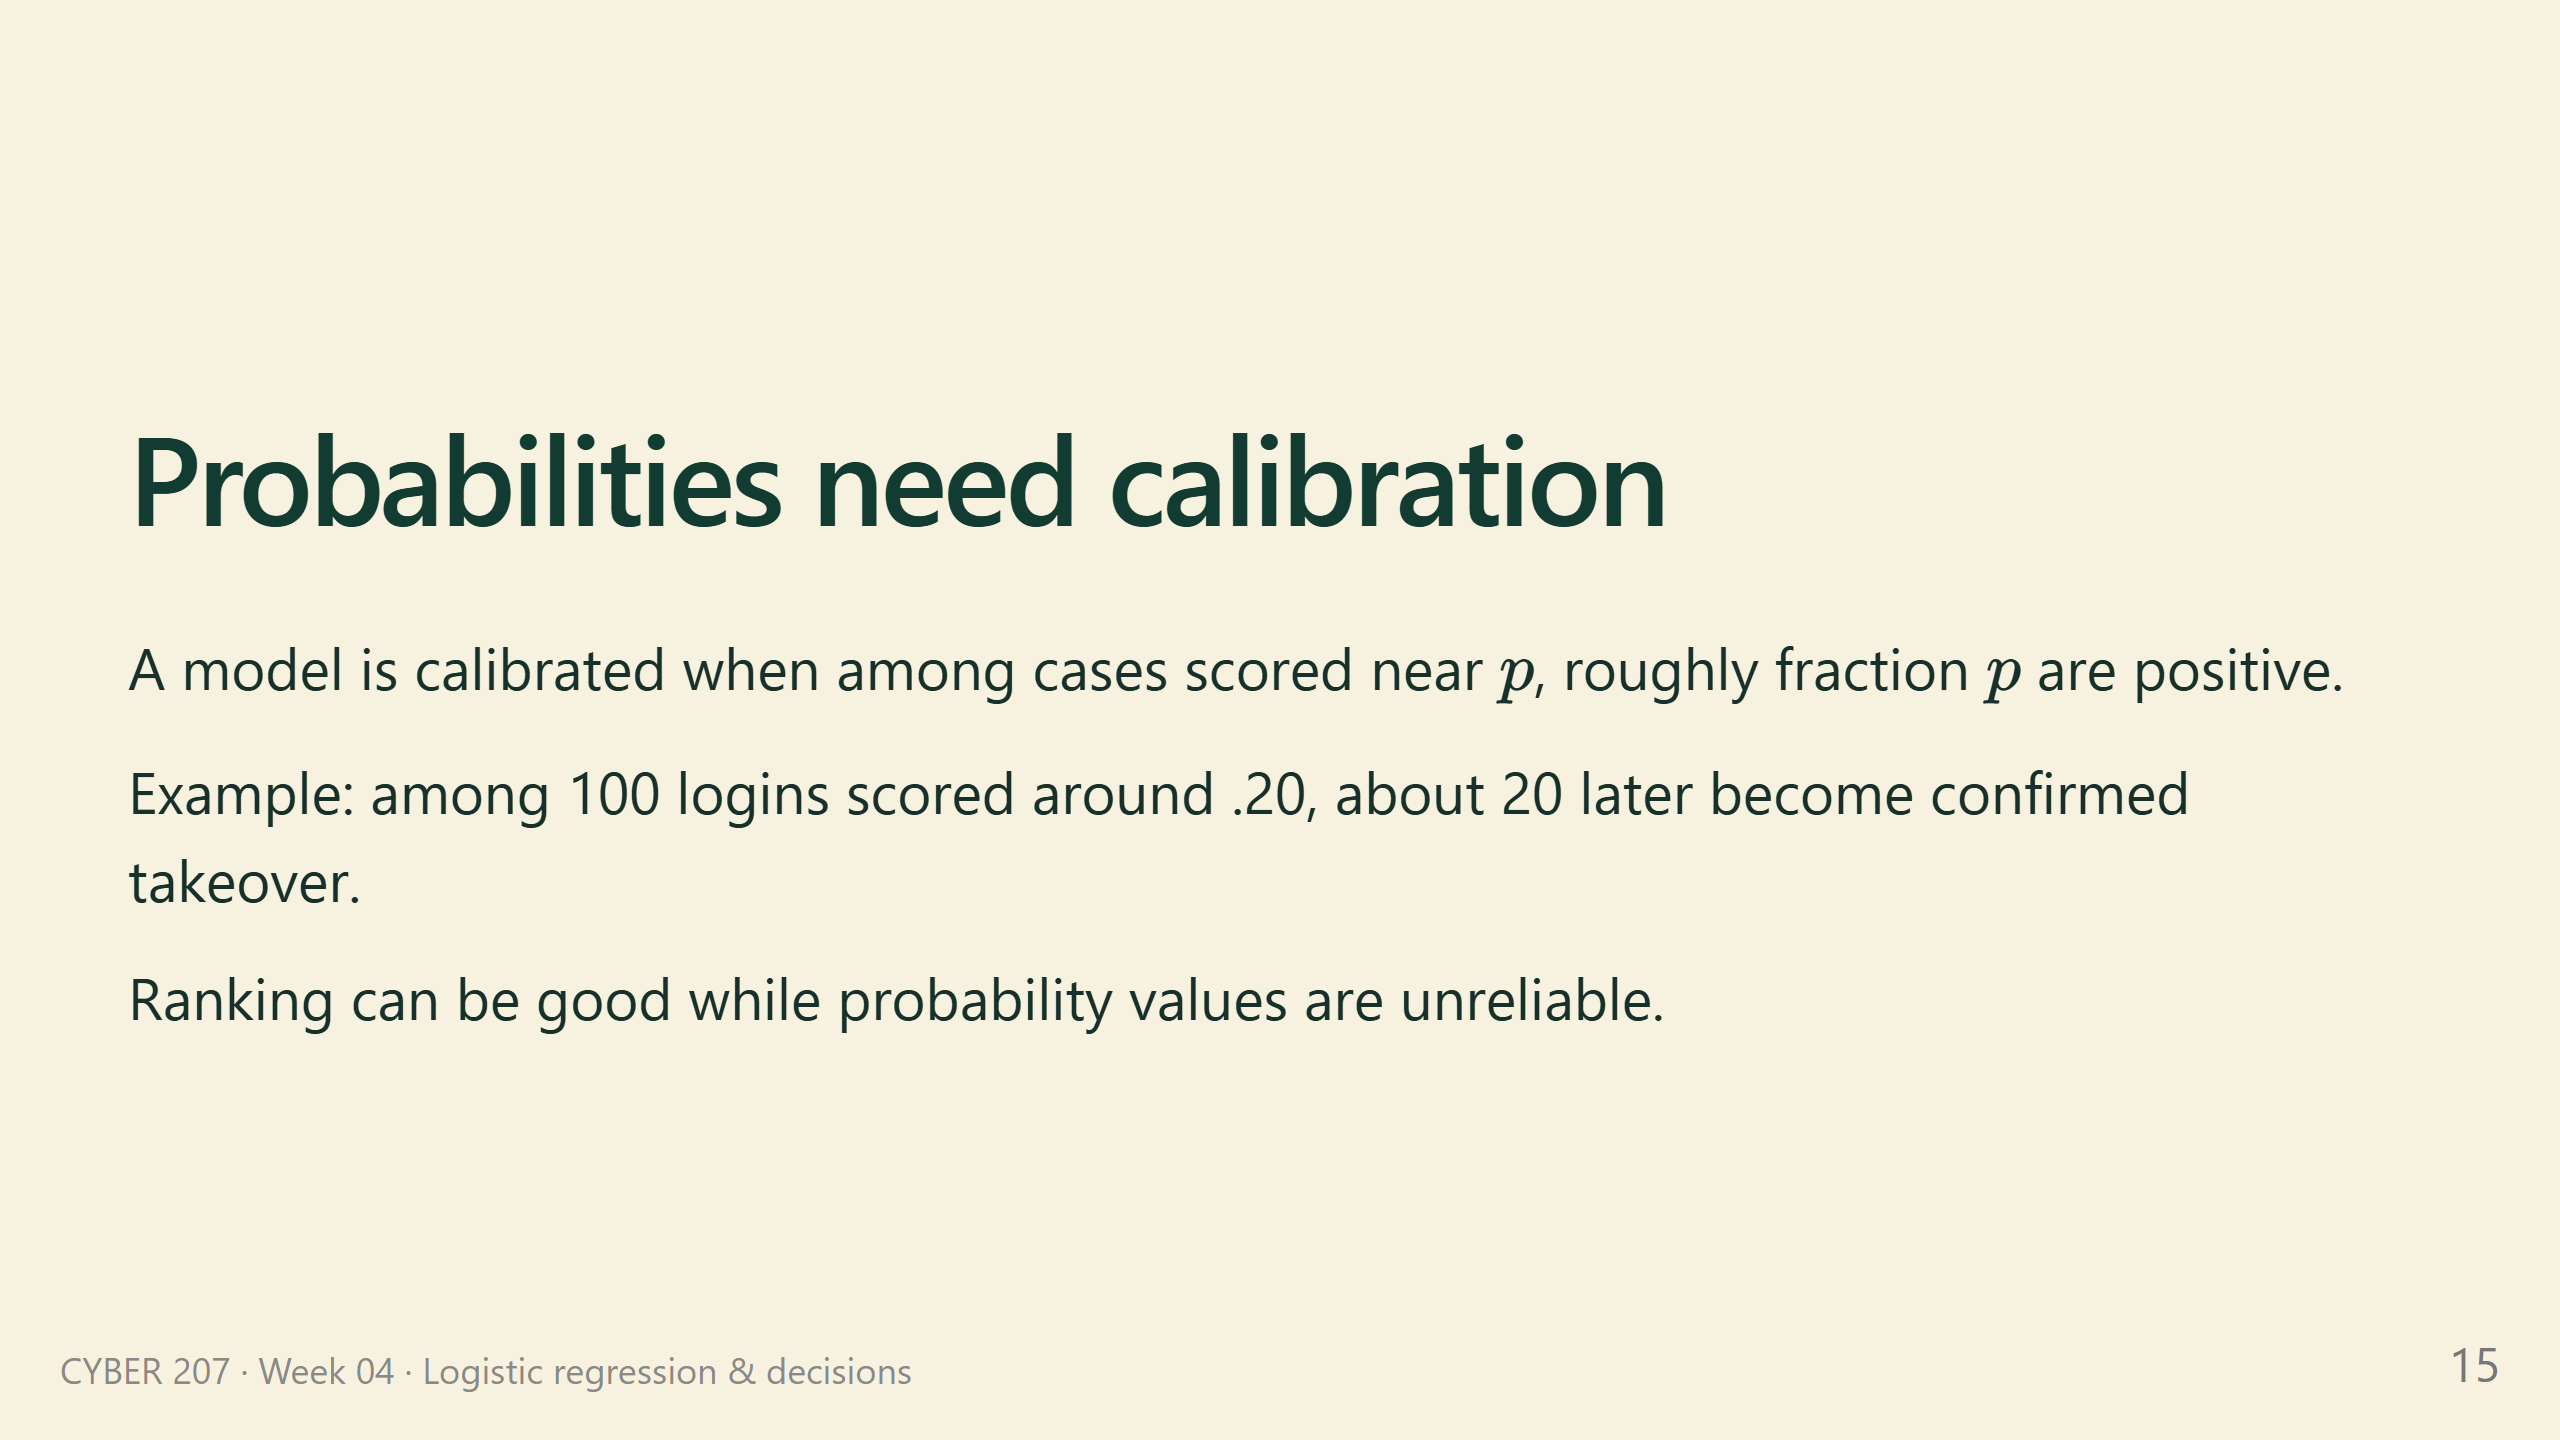 Probabilities need calibration
A model is calibrated when among cases scored near p, roughly fraction p are positive.
Example: among 100 logins scored around .20, about 20 later become confirmed
takeover.
Ranking can be good while probability values are unreliable.
CYBER 207 · Week 04 · Logistic regression & decisions
15